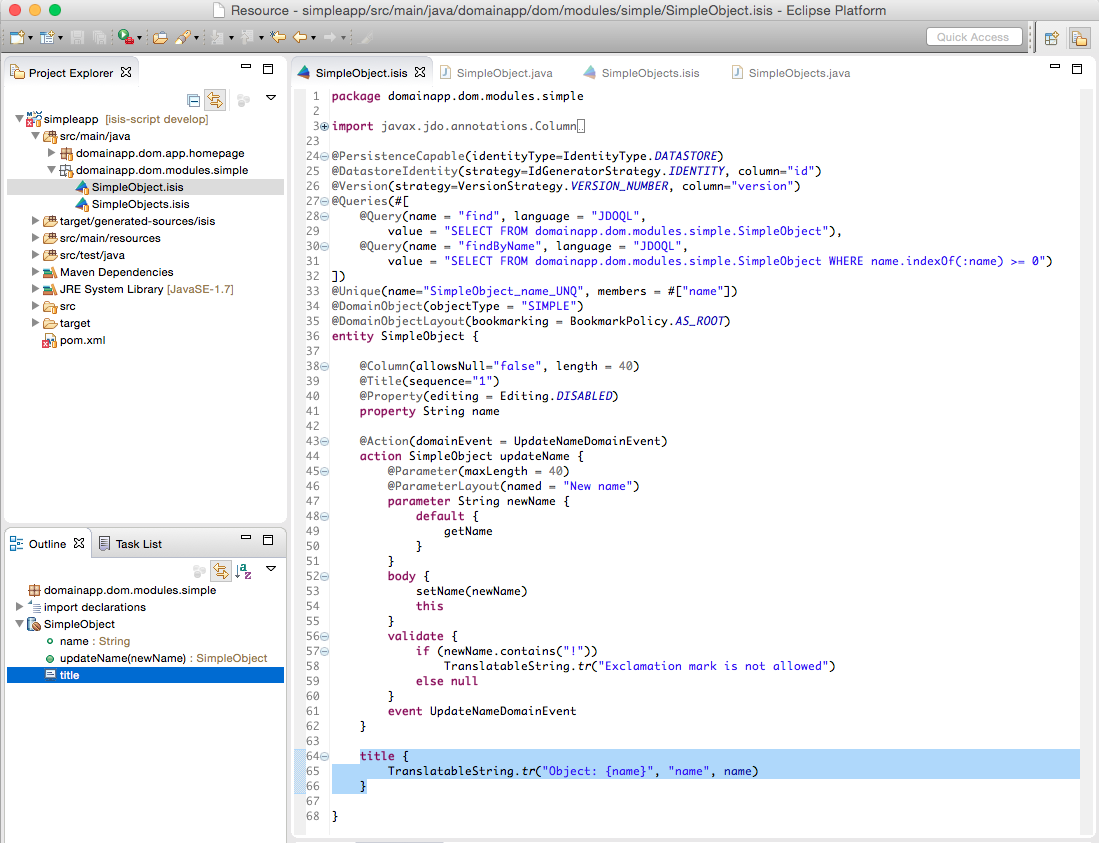 Resource - simpleapp/src/main/java/domainapp/dom/modules/simple/SimpleObject.isis - Eclipse Platform
Quick Access
Project Explorer
simpleapp [isis-script develop]
src/main/java
domainapp.dom.app.homepage
domainapp.dom.modules.simple
SimpleObject.isis
SimpleObjects.isis
target/generated-sources/isis
src/main/resources
src/test/java
Maven Dependencies
JRE System Library [JavaSE-1.7]
src
target
pom.xml
Outline
Task List
domainapp.dom.modules.simple
import declarations
SimpleObject
name : String
updateName(newName) : SimpleObject
title
SimpleObject.isis
SimpleObject.java
SimpleObjects.isis
SimpleObjects.java
1 package domainapp.dom.modules.simple
2
3 import javax.jdo.annotations.Column
23
24 @PersistenceCapable(identityType=IdentityType.DATASTORE)
25 @DatastoreIdentity(strategy=IdGeneratorStrategy.IDENTITY, column="id")
26 @Version(strategy=VersionStrategy.VERSION_NUMBER, column="version")
27 @Queries(#[
28     @Query(name = "find", language = "JDOQL",
29         value = "SELECT FROM domainapp.dom.modules.simple.SimpleObject"),
30     @Query(name = "findByName", language = "JDOQL",
31         value = "SELECT FROM domainapp.dom.modules.simple.SimpleObject WHERE name.indexOf(:name) >= 0")
32 ])
33 @Unique(name="SimpleObject_name_UNQ", members = #["name"])
34 @DomainObject(objectType = "SIMPLE")
35 @DomainObjectLayout(bookmarking = BookmarkPolicy.AS_ROOT)
36 entity SimpleObject {
37
38     @Column(allowsNull="false", length = 40)
39     @Title(sequence="1")
40     @Property(editing = Editing.DISABLED)
41     property String name
42
43     @Action(domainEvent = UpdateNameDomainEvent)
44     action SimpleObject updateName {
45         @Parameter(maxLength = 40)
46         @ParameterLayout(named = "New name")
47         parameter String newName {
48             default {
49                 getName
50             }
51         }
52         body {
53             setName(newName)
54             this
55         }
56         validate {
57             if (newName.contains("!"))
58                 TranslatableString.tr("Exclamation mark is not allowed")
59             else null
60         }
61         event UpdateNameDomainEvent
62     }
63
64     title {
65         TranslatableString.tr("Object: {name}", "name", name)
66     }
67
68 }